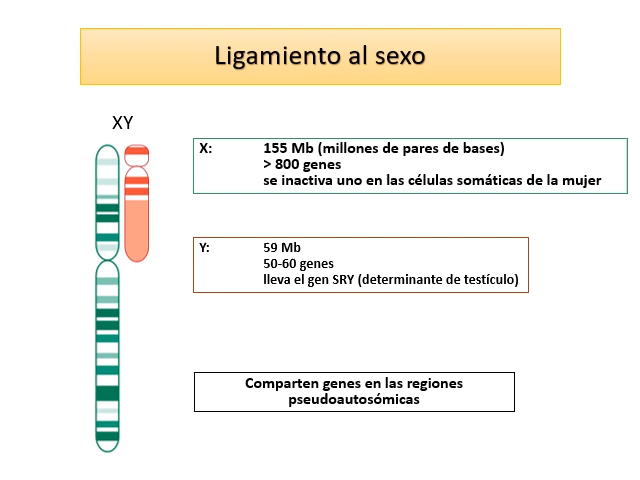 Ligamiento al sexo
XY
X: 155 Mb (millones de pares de bases)
> 800 genes
se inactiva uno en las células somáticas de la mujer
Y: 59 Mb
50-60 genes
lleva el gen SRY (determinante de testículo)
Comparten genes en las regiones
pseudoautosómicas